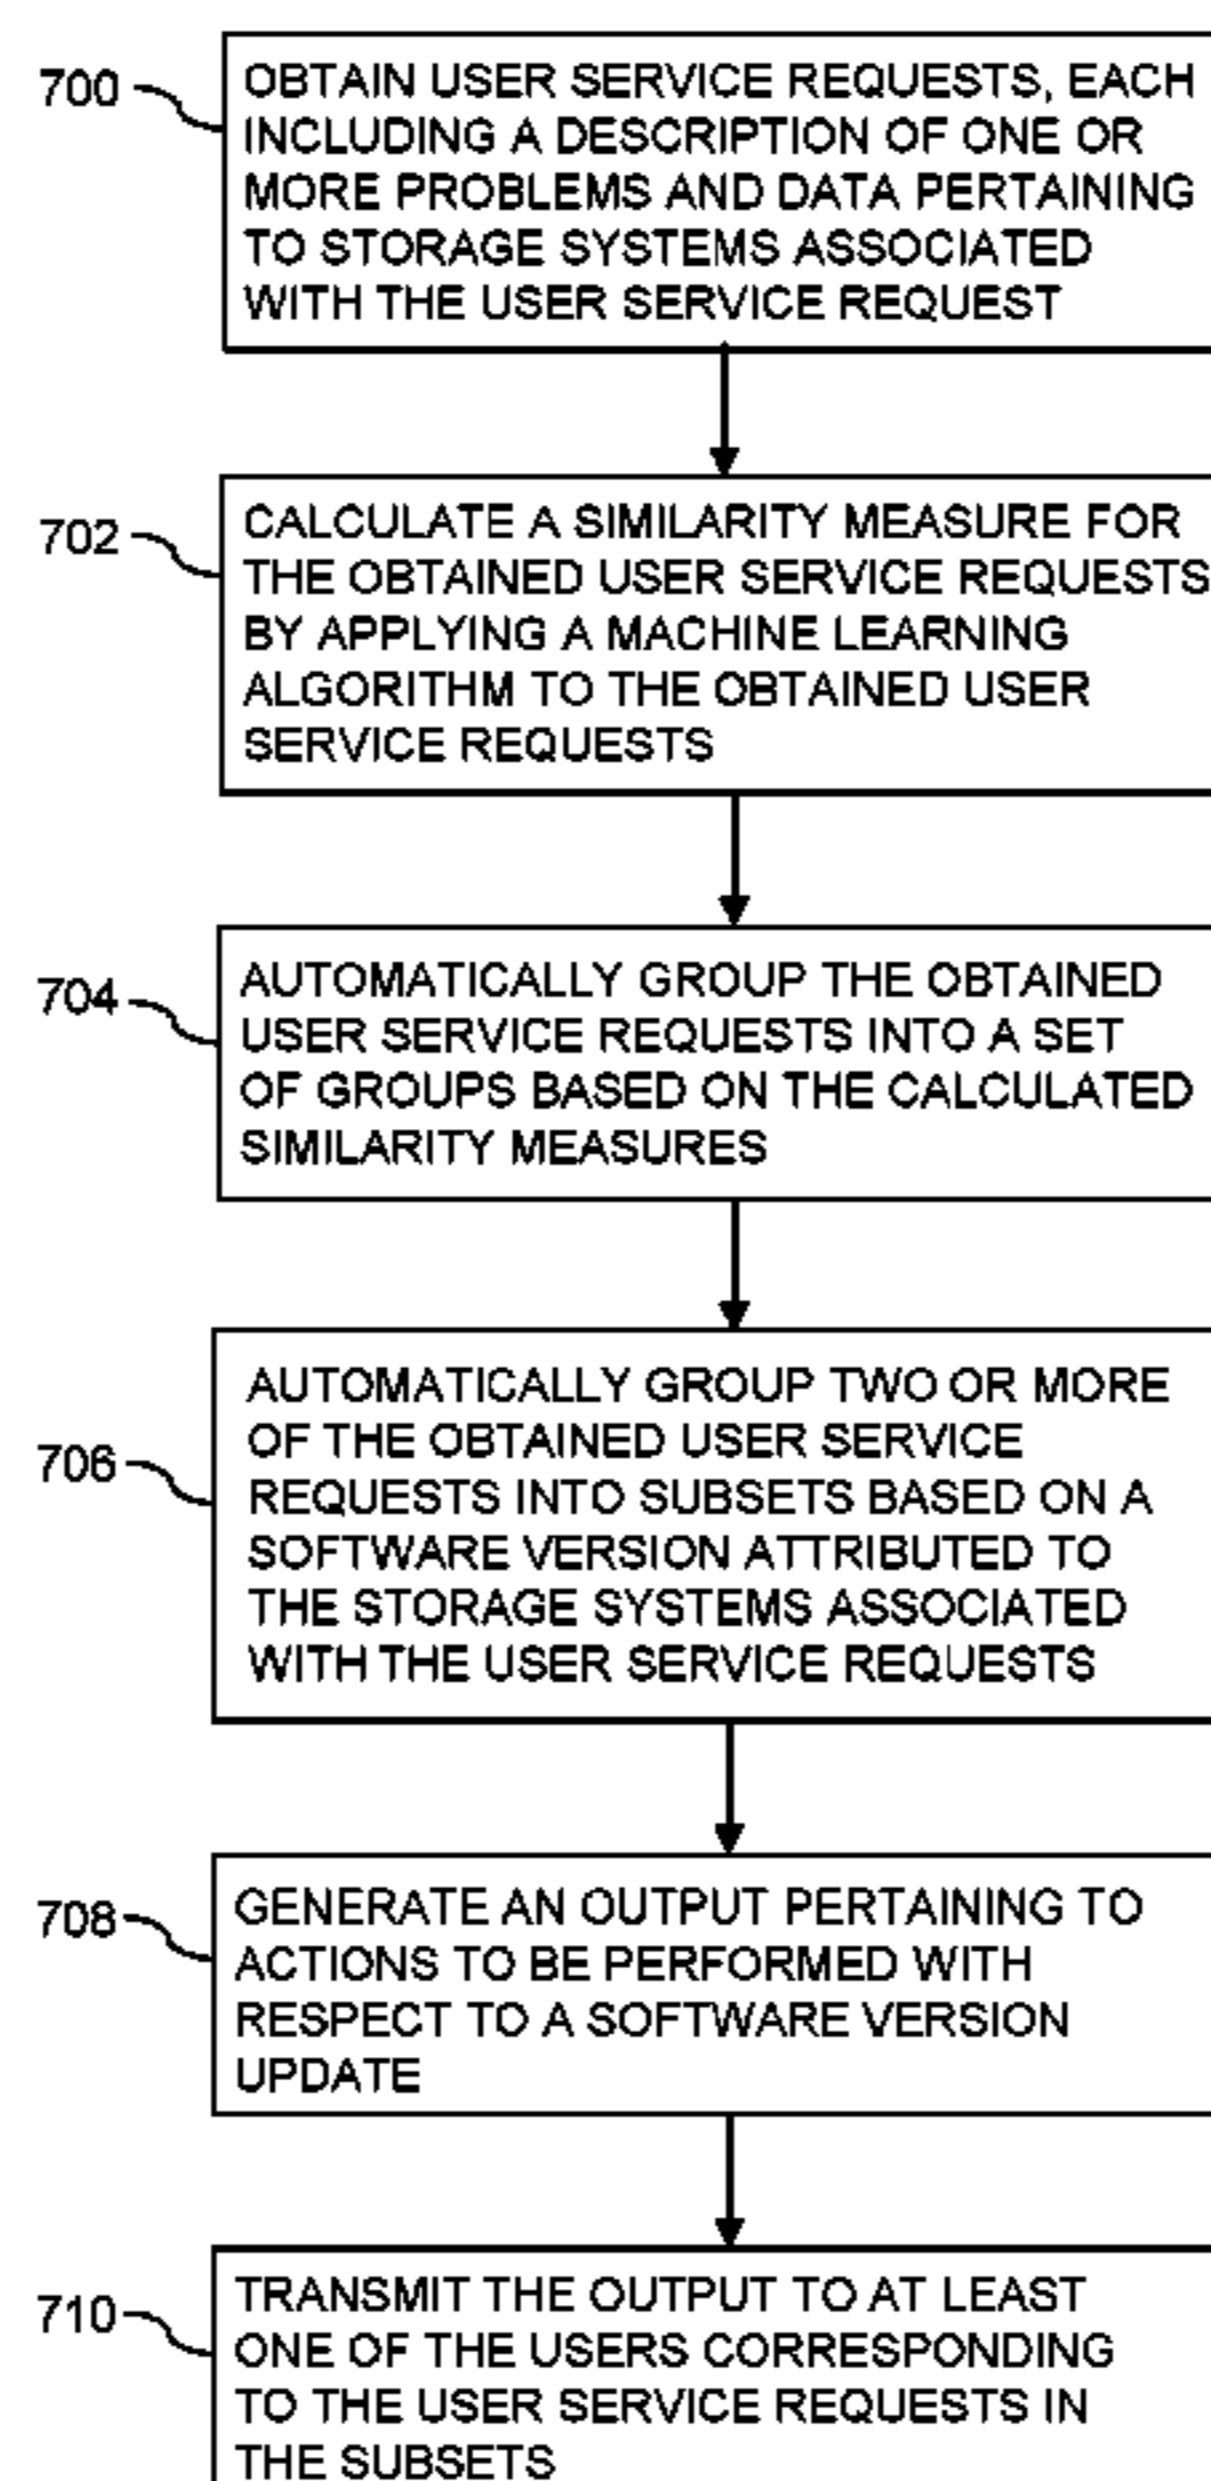 700
OBTAIN USER SERVICE REQUESTS, EACH
INCLUDING A DESCRIPTION OF ONE OR
MORE PROBLEMS AND DATA PERTAINING
TO STORAGE SYSTEMS ASSOCIATED
WITH THE USER SERVICE REQUEST
702
CALCULATE A SIMILARITY MEASURE FOR
THE OBTAINED USER SERVICE REQUESTS
BY APPLYING A MACHINE LEARNING
ALGORITHM TO THE OBTAINED USER
SERVICE REQUESTS
704
AUTOMATICALLY GROUP THE OBTAINED
USER SERVICE REQUESTS INTO A SET
OF GROUPS BASED ON THE CALCULATED
SIMILARITY MEASURES
706
AUTOMATICALLY GROUP TWO OR MORE
OF THE OBTAINED USER SERVICE
REQUESTS INTO SUBSETS BASED ON A
SOFTWARE VERSION ATTRIBUTED TO
THE STORAGE SYSTEMS ASSOCIATED
WITH THE USER SERVICE REQUESTS
708
GENERATE AN OUTPUT PERTAINING TO
ACTIONS TO BE PERFORMED WITH
RESPECT TO A SOFTWARE VERSION
UPDATE
710
TRANSMIT THE OUTPUT TO AT LEAST
ONE OF THE USERS CORRESPONDING
TO THE USER SERVICE REQUESTS IN
THE SUBSETS